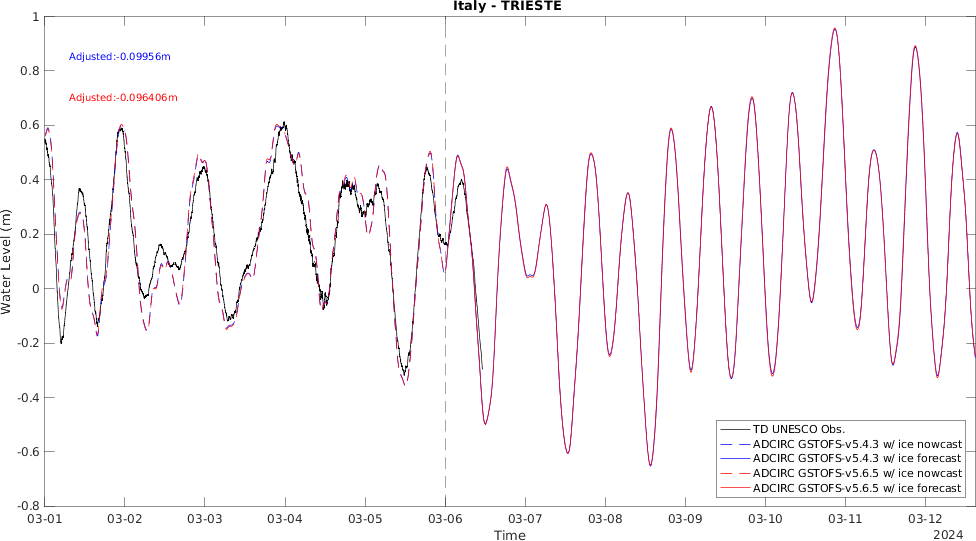 Italy - TRIESTE
Adjusted:-0.09956m
Adjusted:-0.096406m
Water Level (m)
1
0.8
0.6
0.4
0.2
0
-0.2
-0.4
-0.6
-0.8
TD UNESCO Obs.
ADCIRC GSTOFS-v5.4.3 w/ ice nowcast
ADCIRC GSTOFS-v5.4.3 w/ ice forecast
ADCIRC GSTOFS-v5.6.5 w/ ice nowcast
ADCIRC GSTOFS-v5.6.5 w/ ice forecast
03-01 03-02 03-03 03-04 03-05 03-06 03-07 03-08 03-09 03-10 03-11 03-12
Time
2024